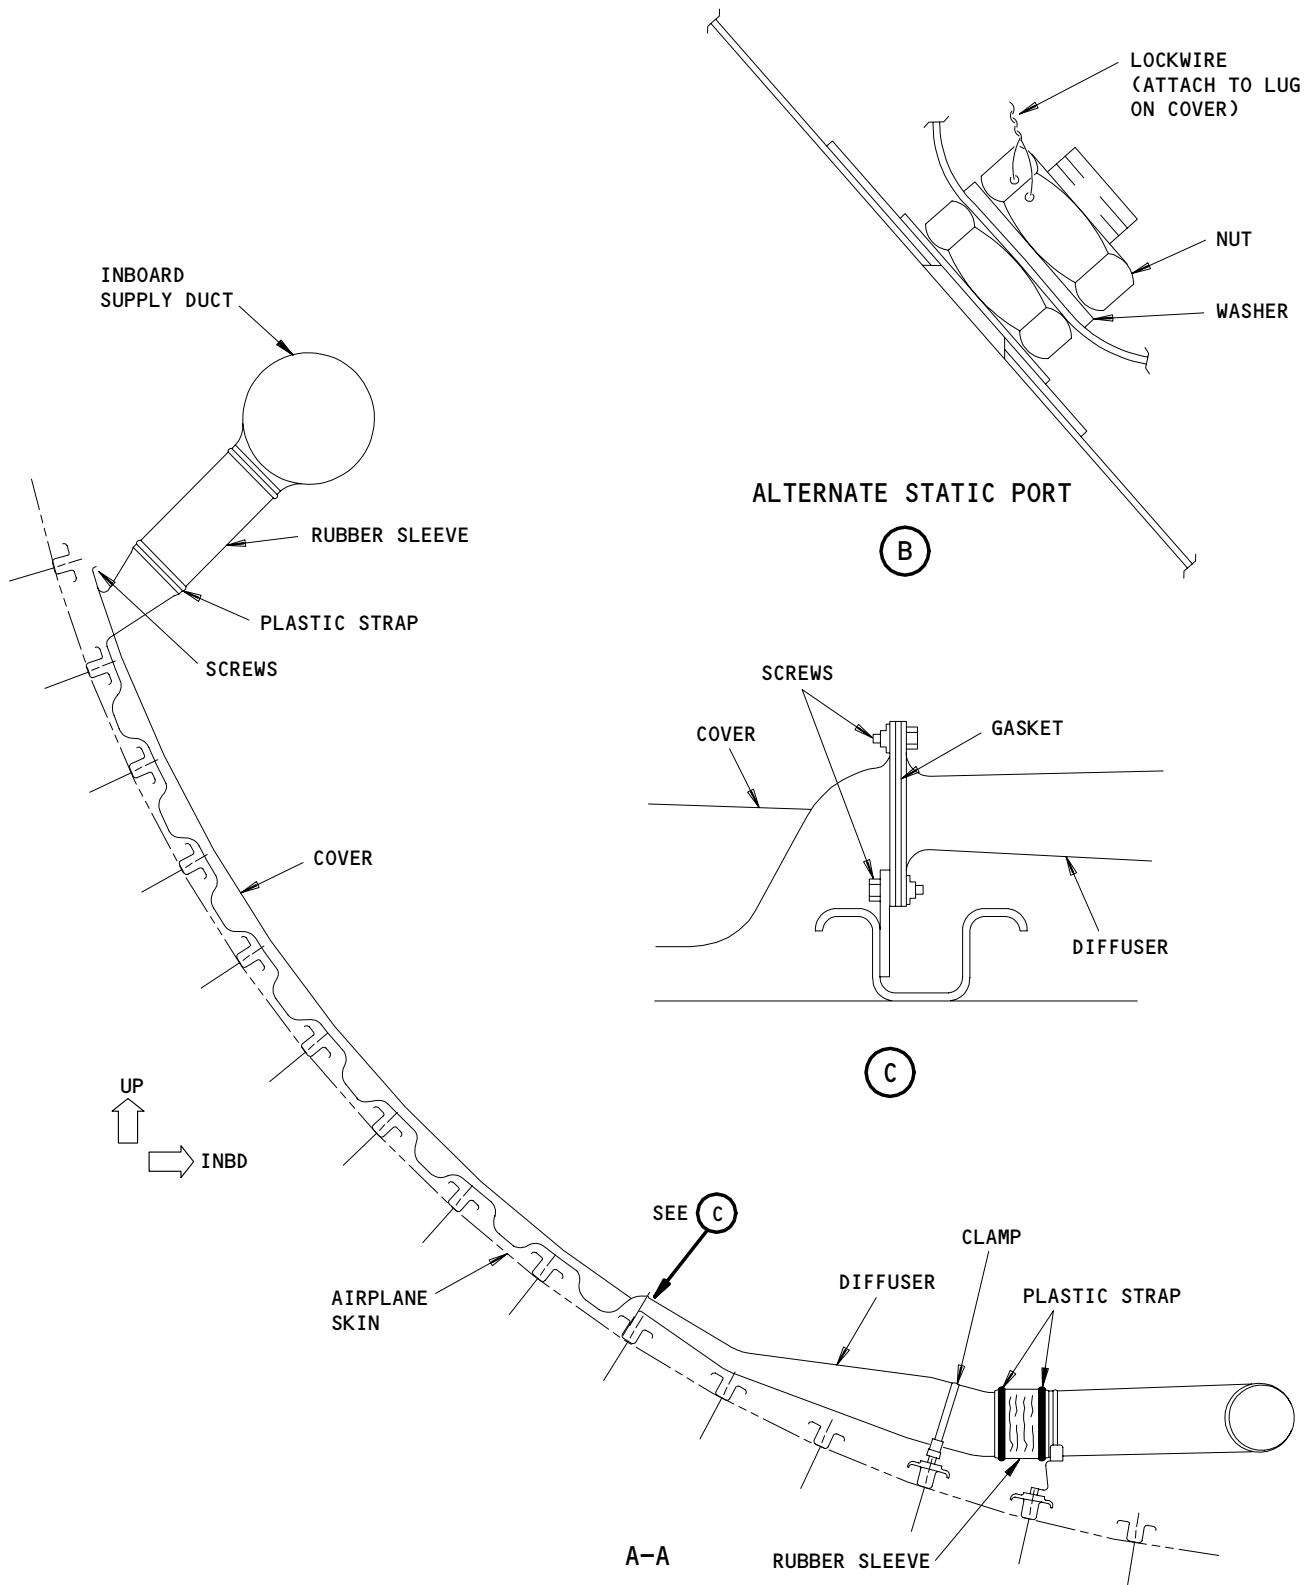 LOCKWIRE
(ATTACH TO LUG
ON COVER)
NUT
WASHER
INBOARD
SUPPLY DUCT
ALTERNATE STATIC PORT
B
RUBBER SLEEVE
PLASTIC STRAP
SCREWS
SCREWS
COVER
GASKET
COVER
DIFFUSER
C
UP
INBD
SEE C
CLAMP
DIFFUSER
PLASTIC STRAP
AIRPLANE
SKIN
A-A
RUBBER SLEEVE